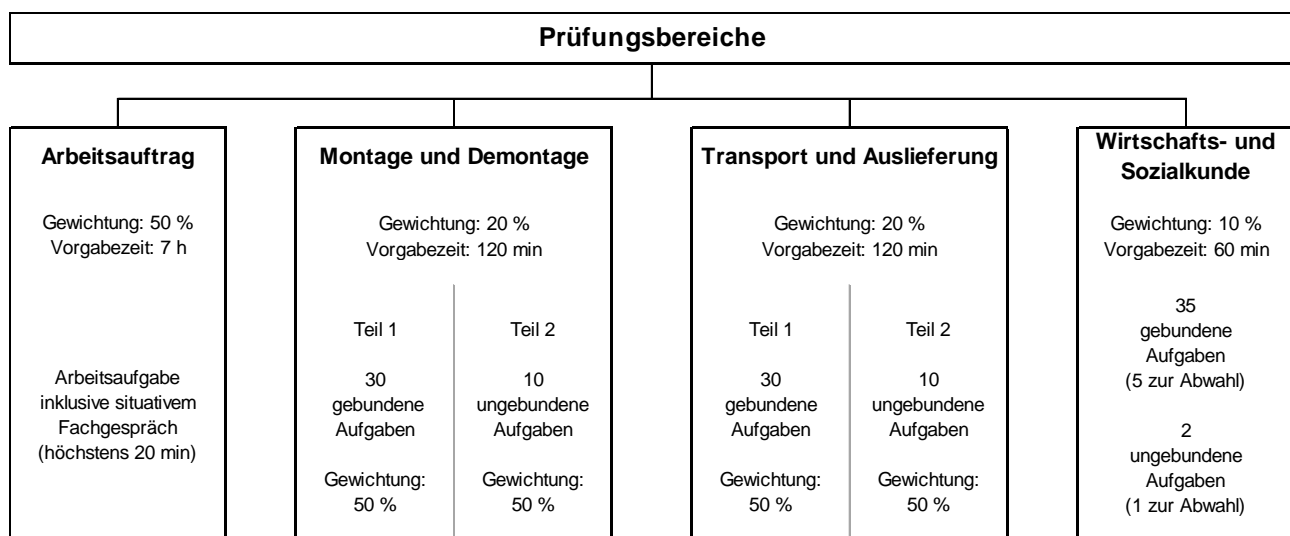 Prüfungsbereiche
Arbeitsauftrag
Gewichtung: 50 %
Vorgabezeit: 7 h
Arbeitsaufgabe
inklusive situativem
Fachgespräch
(höchstens 20 min)
Montage und Demontage
Gewichtung: 20 %
Vorgabezeit: 120 min
Teil 1
30
gebundene
Aufgaben
Gewichtung:
50 %
Teil 2
10
ungebundene
Aufgaben
Gewichtung:
50 %
Transport und Auslieferung
Gewichtung: 20 %
Vorgabezeit: 120 min
Teil 1
30
gebundene
Aufgaben
Gewichtung:
50 %
Teil 2
10
ungebundene
Aufgaben
Gewichtung:
50 %
Wirtschafts- und
Sozialkunde
Gewichtung: 10 %
Vorgabezeit: 60 min
35
gebundene
Aufgaben
(5 zur Abwahl)
2
ungebundene
Aufgaben
(1 zur Abwahl)